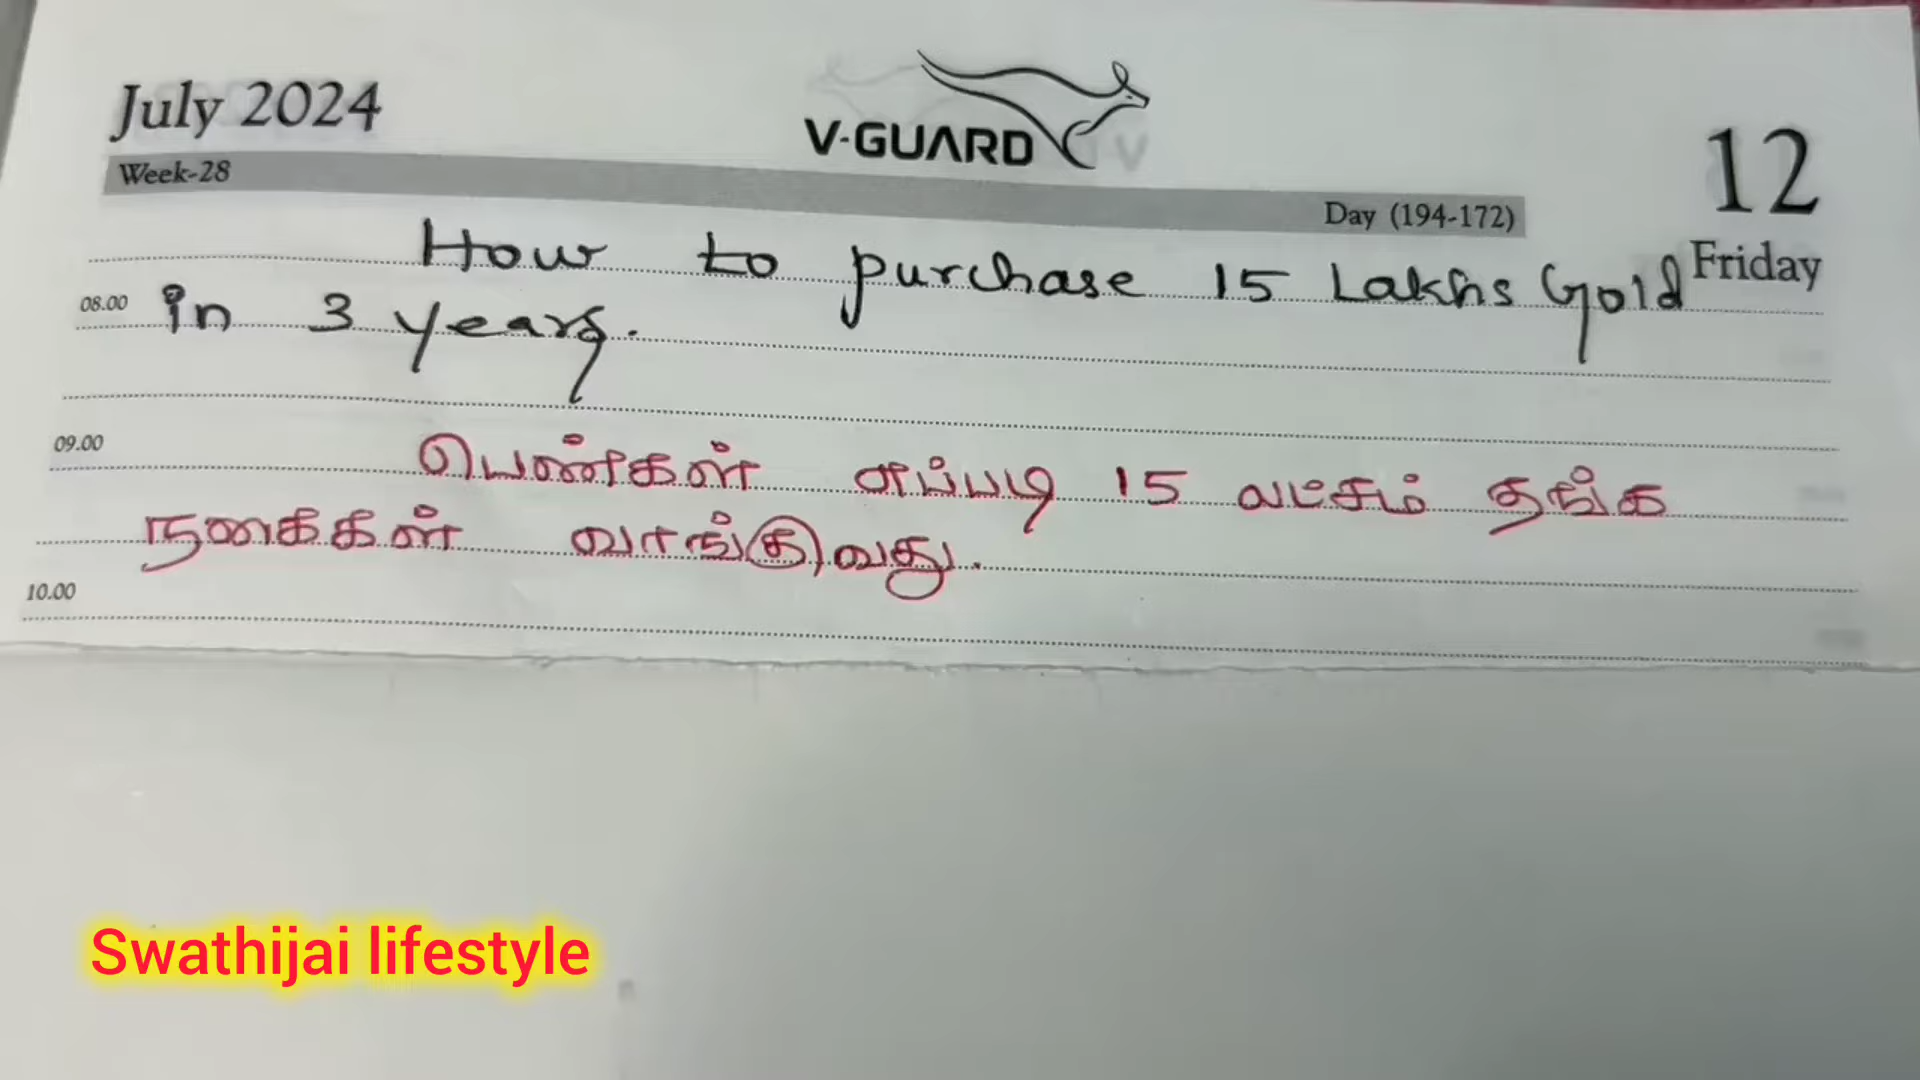 July 2024
V-GUARD
12
Week-28
Day (194-172)
Friday
How to purchase 15 Lakhs Gold
08.00 in 3 years.
09.00
பெண்கள் எப்படி 15 லட்சம் தங்க
நகைகள் வாங்குவது.
10.00
Swathijai lifestyle